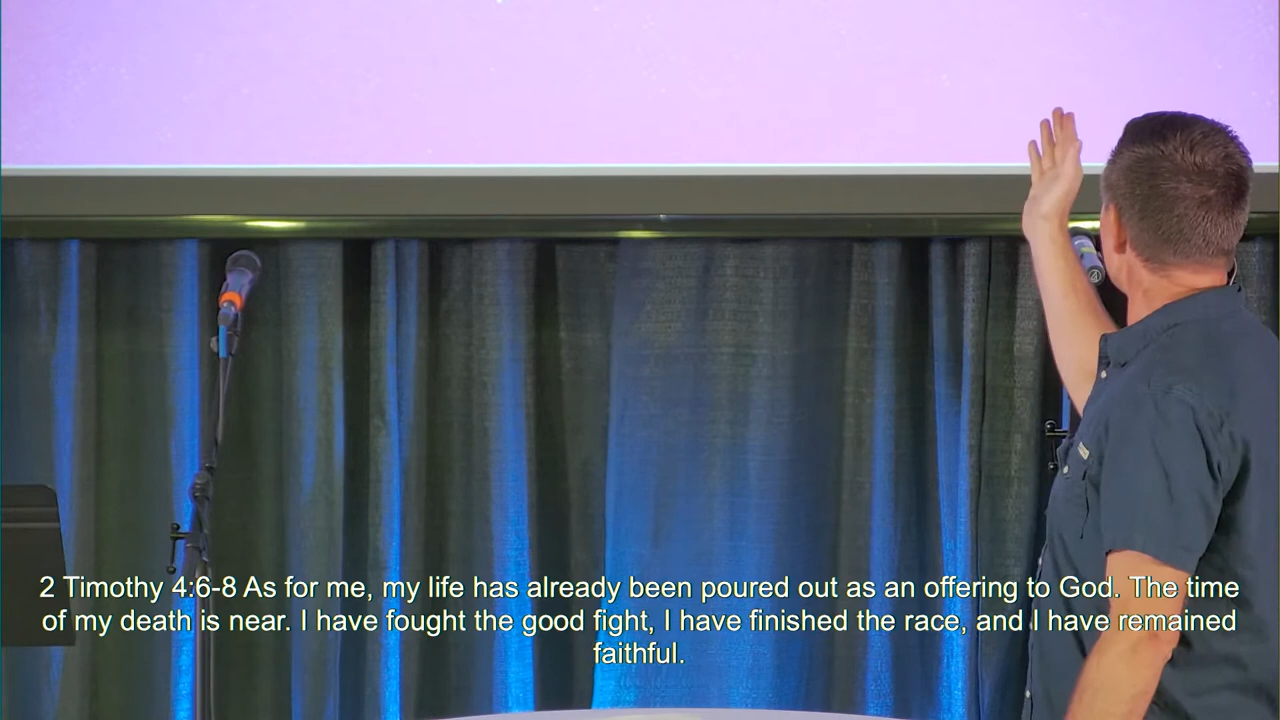 2 Timothy 4:6-8 As for me, my life has already been poured out as an offering to God. The time
of my death is near. I have fought the good fight, I have finished the race, and I have remained
faithful.